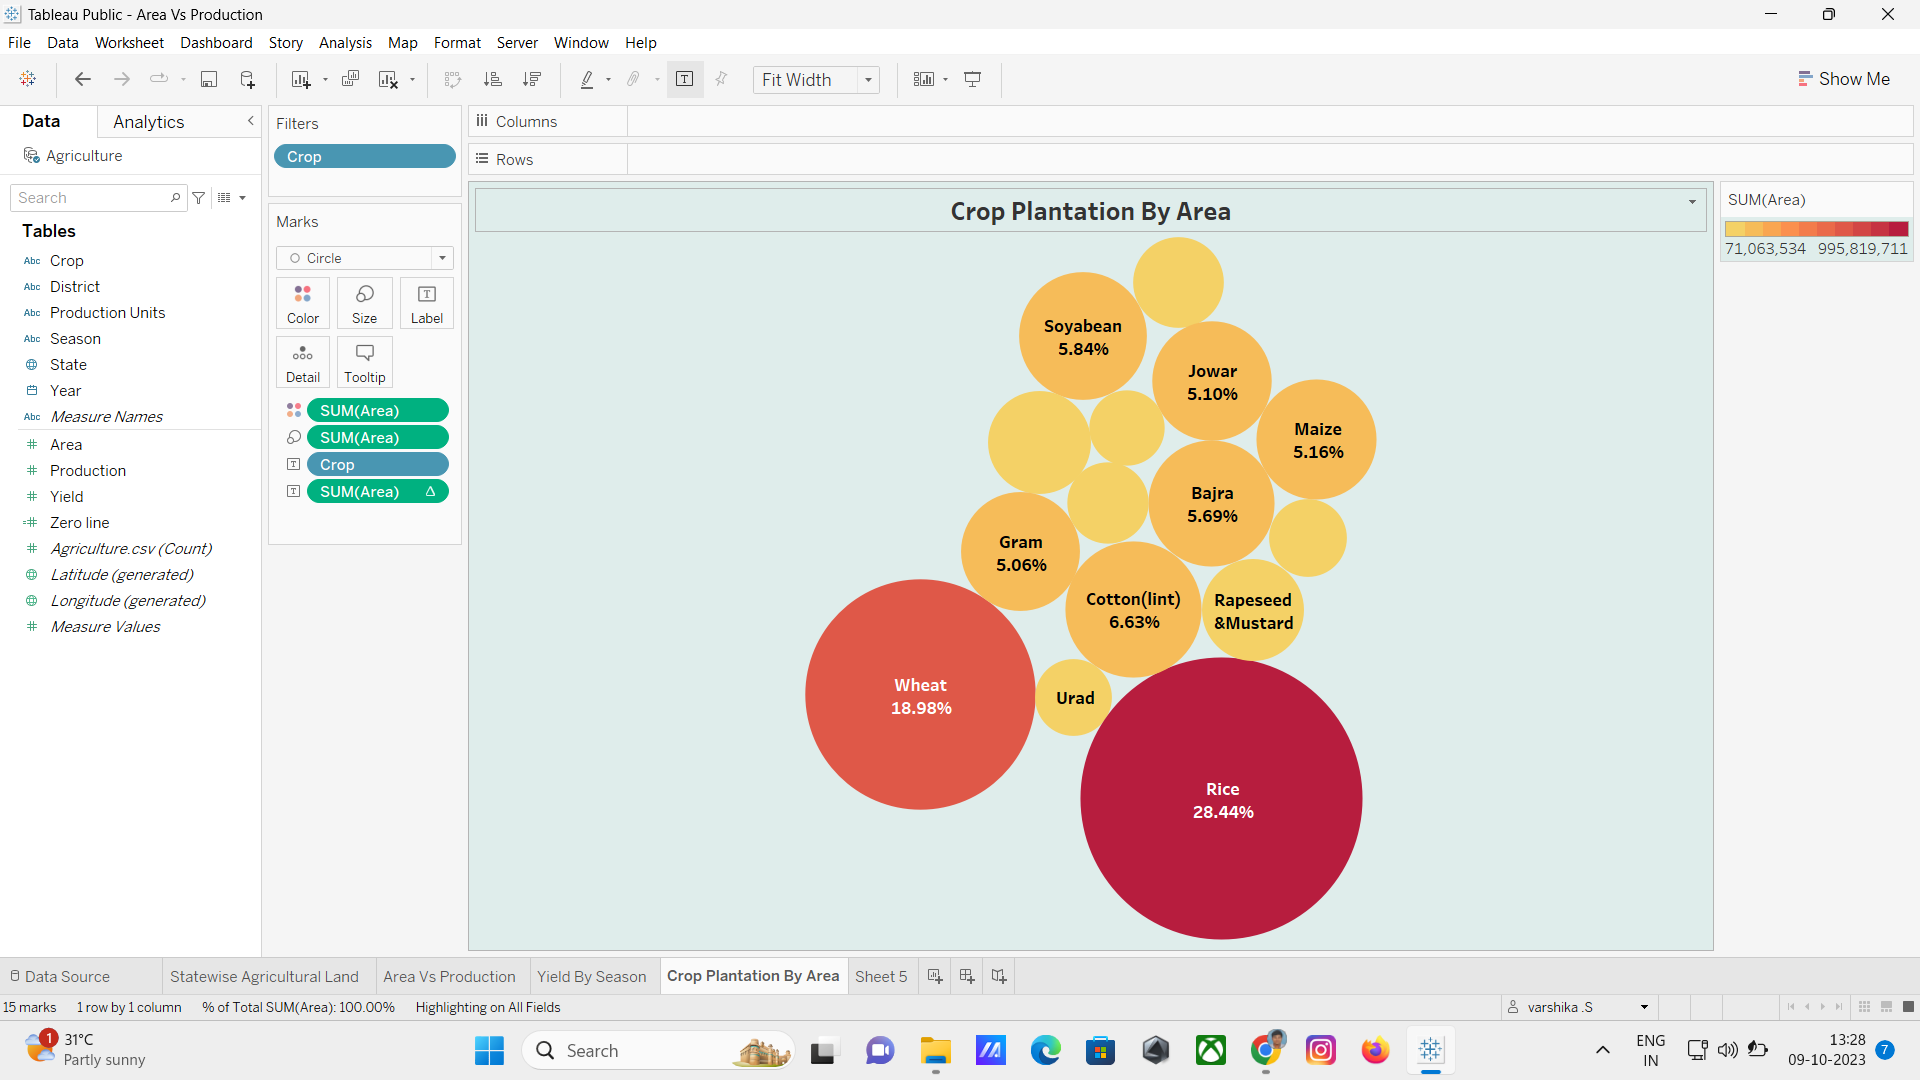 Tableau Public - Area Vs Production
File Data Worksheet Dashboard Story Analysis Map Format Server Window Help
Fit Width
Show Me
Data Analytics
Agriculture
Search
Tables
Abc Crop
Abc District
Abc Production Units
Abc Season
State
Year
Abc Measure Names
# Area
# Production
# Yield
=# Zero line
# Agriculture.csv (Count)
Latitude (generated)
Longitude (generated)
# Measure Values
Filters
Crop
Marks
Circle
Color Size Label
Detail Tooltip
SUM(Area)
SUM(Area)
Crop
SUM(Area) Δ
Columns
Rows
Crop Plantation By Area
Soyabean
5.84%
Jowar
5.10%
Maize
5.16%
Bajra
5.69%
Gram
5.06%
Cotton(lint)
6.63%
Rapeseed
&Mustard
Wheat
18.98%
Urad
Rice
28.44%
SUM(Area)
71,063,534 995,819,711
Data Source Statewise Agricultural Land Area Vs Production Yield By Season Crop Plantation By Area Sheet 5
15 marks 1 row by 1 column % of Total SUM(Area): 100.00% Highlighting on All Fields varshika .S
1 31°C
Partly sunny
Search
ENG
IN
13:28
09-10-2023
7